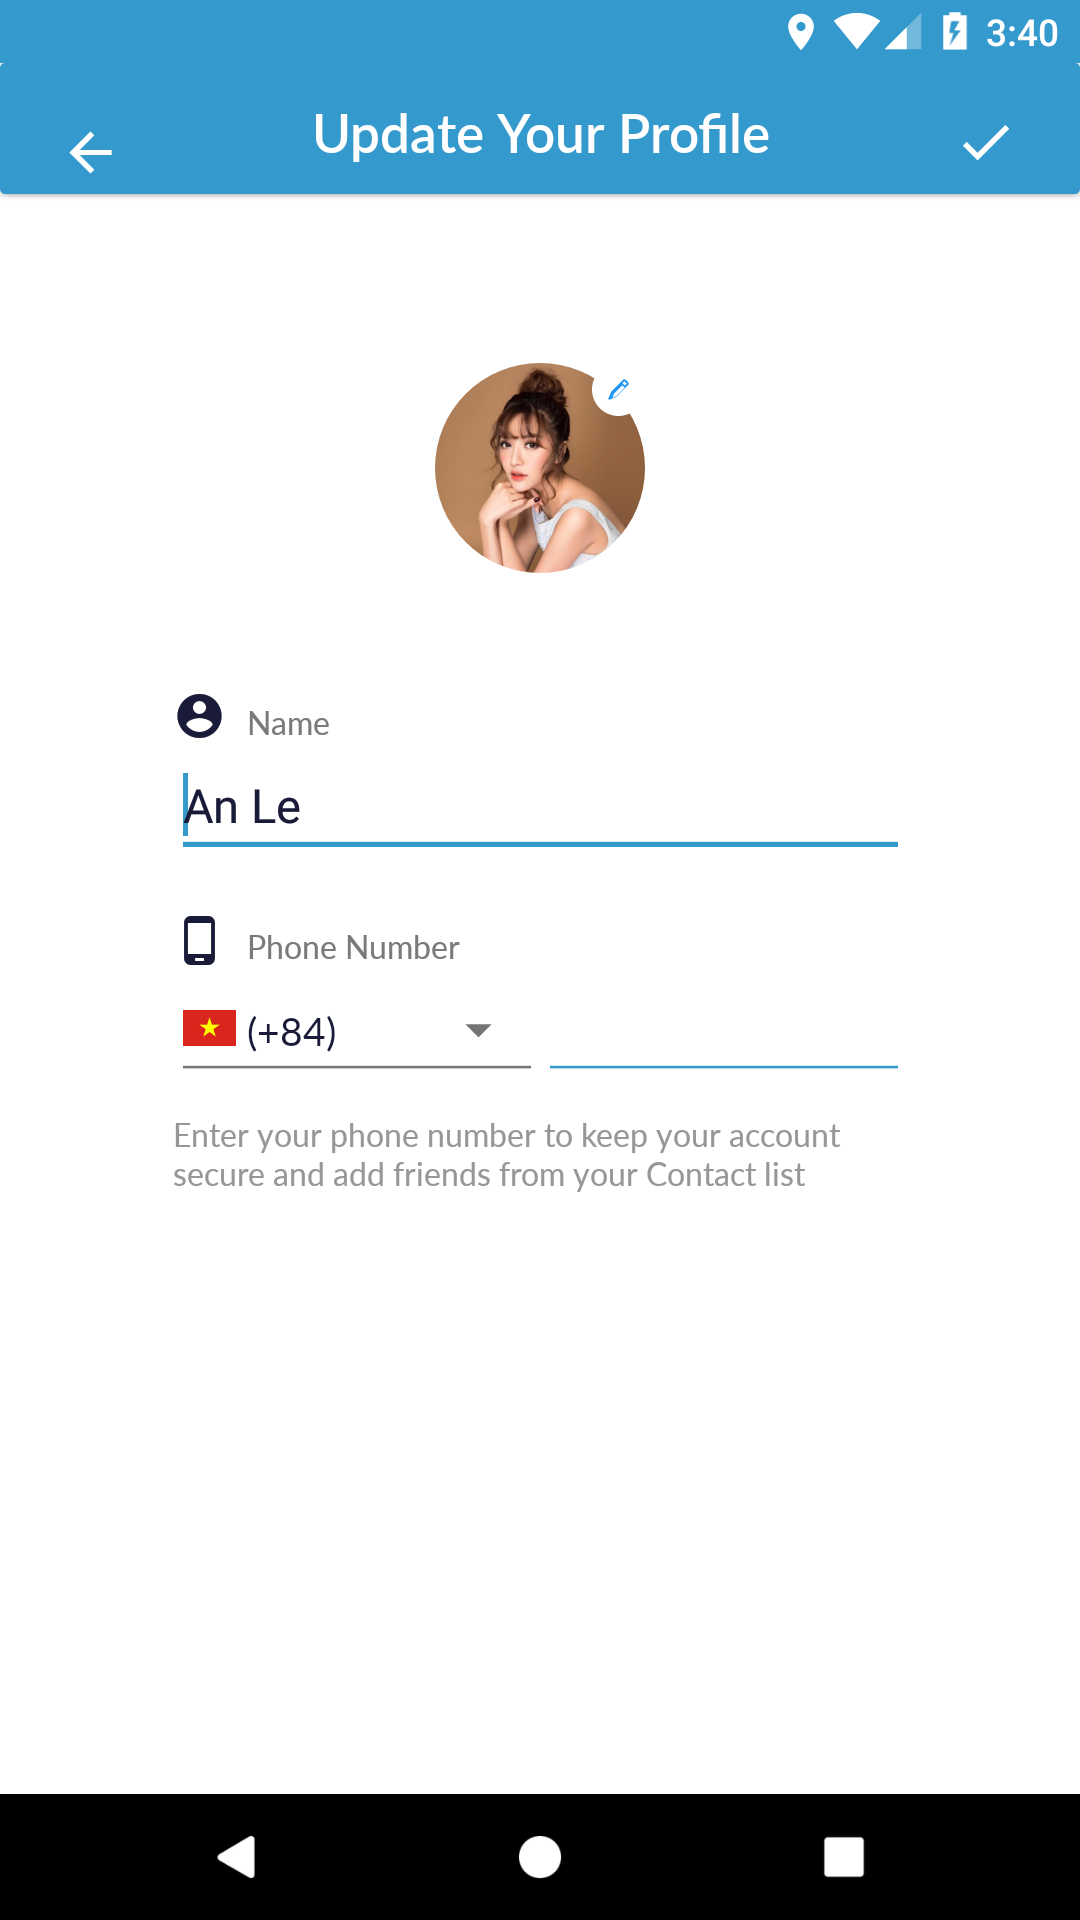 3:40
Update Your Profile
Name
An Le
Phone Number
(+84)
Enter your phone number to keep your account
secure and add friends from your Contact list